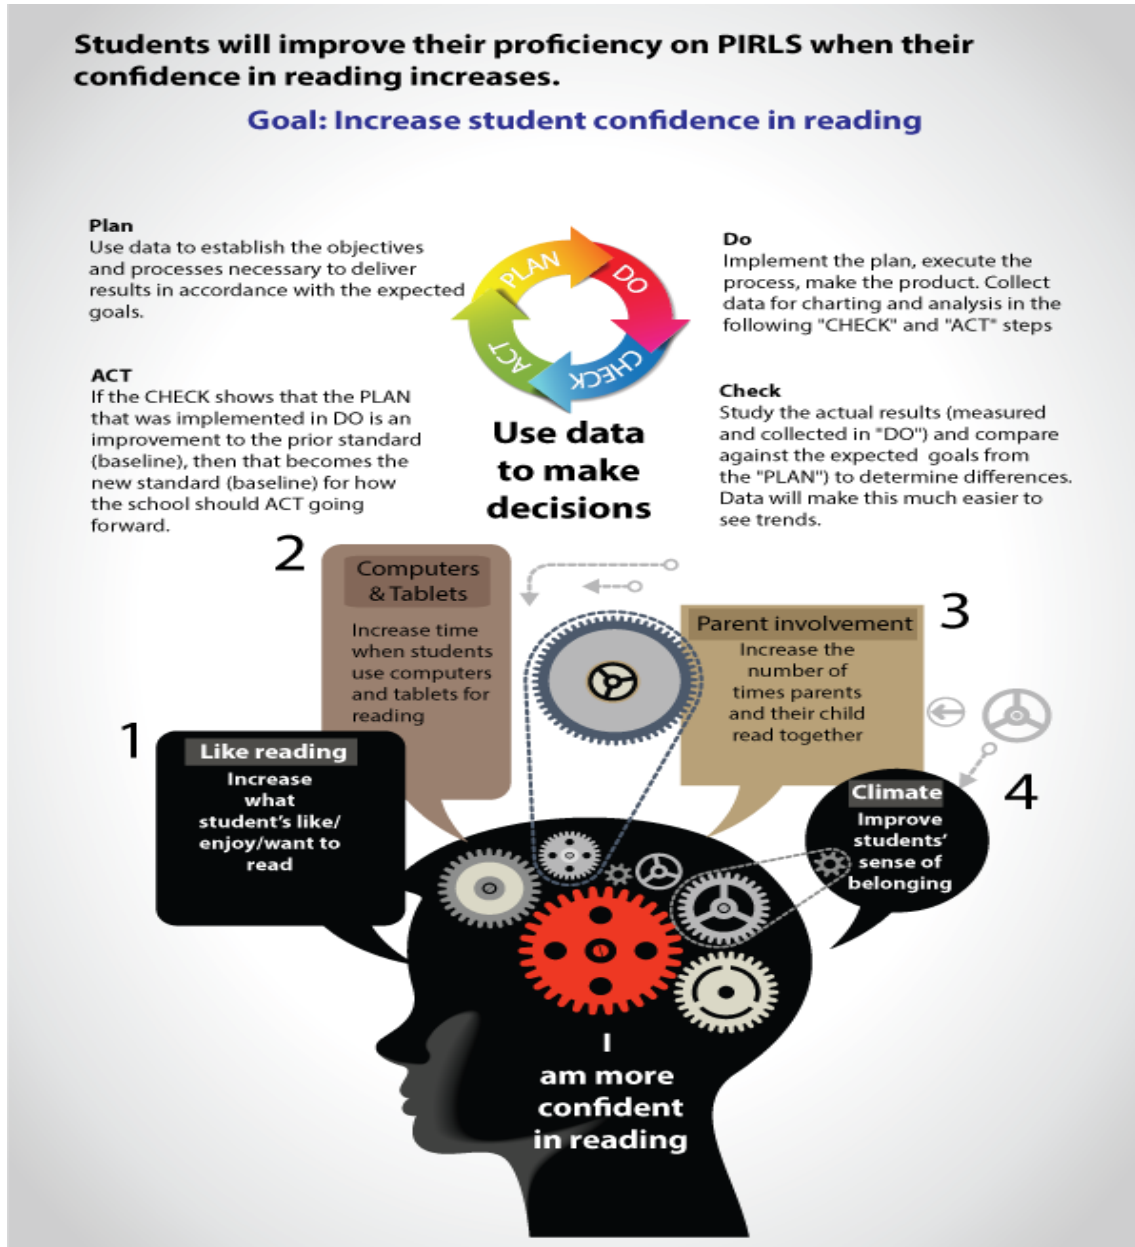 Students will improve their proficiency on PIRLS when their
confidence in reading increases.
Goal: Increase student confidence in reading
Plan
Use data to establish the objectives
and processes necessary to deliver
results in accordance with the expected
goals.
ACT
If the CHECK shows that the PLAN
that was implemented in DO is an
improvement to the prior standard
(baseline), then that becomes the
new standard (baseline) for how
the school should ACT going
forward.
PLAN
DO
CHECK
ACT
Use data
to make
decisions
Do
Implement the plan, execute the
process, make the product. Collect
data for charting and analysis in the
following "CHECK" and "ACT" steps
Check
Study the actual results (measured
and collected in "DO") and compare
against the expected goals from
the "PLAN") to determine differences.
Data will make this much easier to
see trends.
1
Like reading
Increase
what
student's like/
enjoy/want to
read
2
Computers
& Tablets
Increase time
when students
use computers
and tablets for
reading
3
Parent involvement
Increase the
number of
times parents
and their child
read together
4
Climate
Improve
students'
sense of
belonging
I
am more
confident
in reading